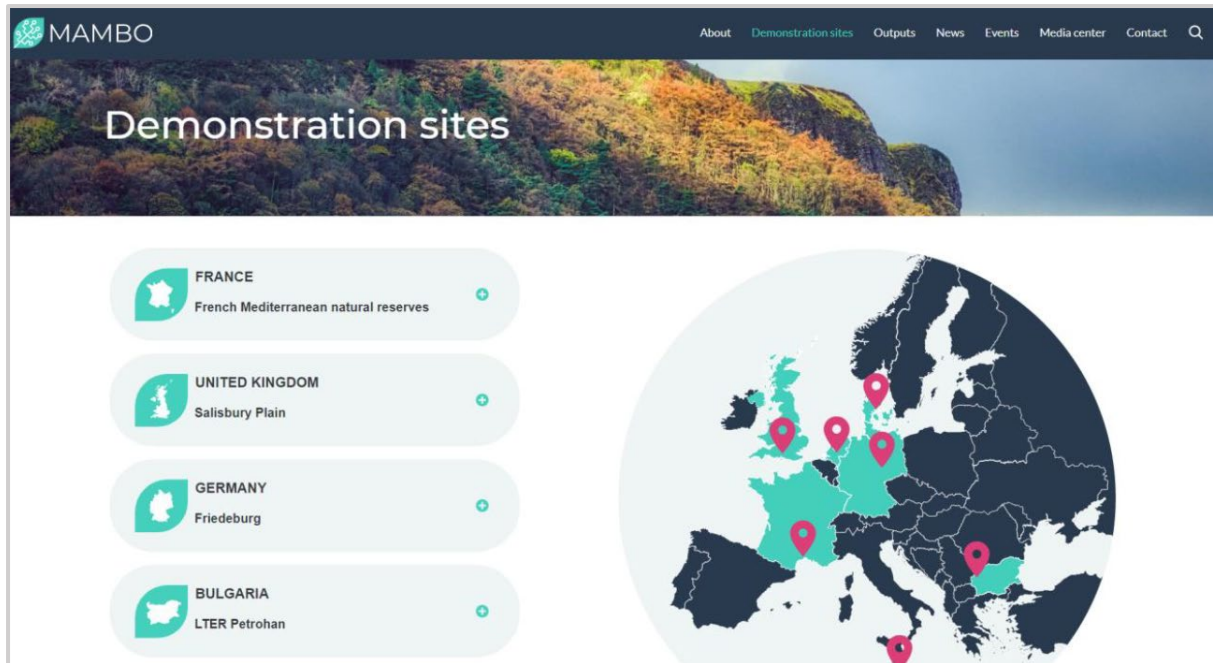 MAMBO
About Demonstration sites Outputs News Events Media center Contact
Demonstration sites
FRANCE
French Mediterranean natural reserves
UNITED KINGDOM
Salisbury Plain
GERMANY
Friedeburg
BULGARIA
LTER Petrohan